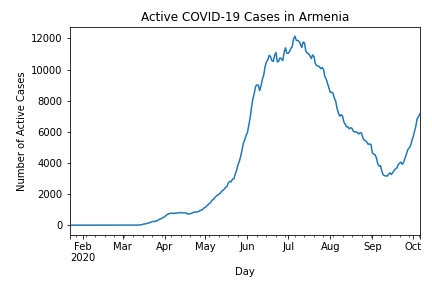 Active COVID-19 Cases in Armenia
12000
10000
8000
6000
4000
2000
0
Number of Active Cases
Feb Mar Apr May Jun Jul Aug Sep Oct
2020
Day